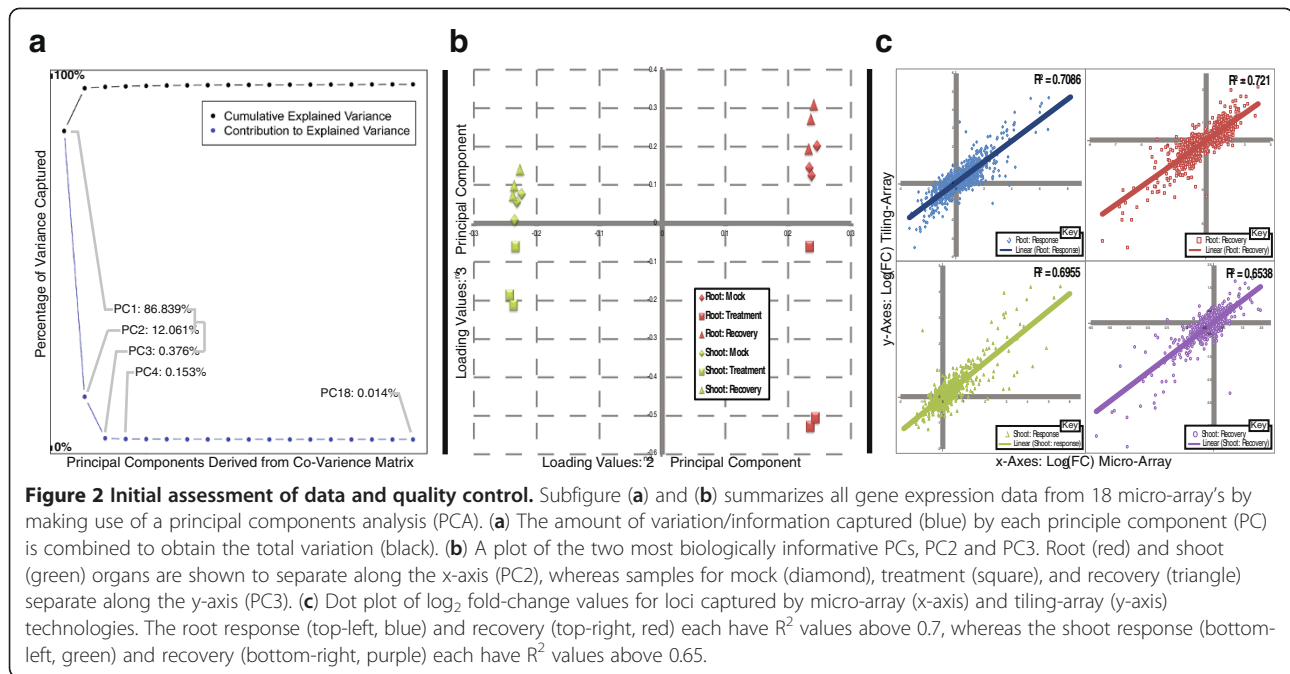 a
100%
Cumulative Explained Variance
Contribution to Explained Variance
Percentage of Variance Captured
PC1: 86.839%
PC2: 12.061%
PC3: 0.376%
PC4: 0.153%
PC18: 0.014%
0%
Principal Components Derived from Co-Varience Matrix
b
Loading Values: Principal Component
Root: Mock
Root: Treatment
Root: Recovery
Shoot: Mock
Shoot: Treatment
Shoot: Recovery
Loading Values: Principal Component
c
y-Axes: Log(FC) Tiling-Array
R² = 0.7086
Key
Root: Response
Linear (Root: Response)
R² = 0.721
Key
Root: Recovery
Linear (Root: Recovery)
R² = 0.6955
Key
Shoot: Response
Linear (Shoot: response)
R² = 0.6538
Key
Shoot: Recovery
Linear (Shoot: Recovery)
x-Axes: Log(FC) Micro-Array
Figure 2 Initial assessment of data and quality control. Subfigure (a) and (b) summarizes all gene expression data from 18 micro-array's by
making use of a principal components analysis (PCA). (a) The amount of variation/information captured (blue) by each principle component (PC)
is combined to obtain the total variation (black). (b) A plot of the two most biologically informative PCs, PC2 and PC3. Root (red) and shoot
(green) organs are shown to separate along the x-axis (PC2), whereas samples for mock (diamond), treatment (square), and recovery (triangle)
separate along the y-axis (PC3). (c) Dot plot of log₂ fold-change values for loci captured by micro-array (x-axis) and tiling-array (y-axis)
technologies. The root response (top-left, blue) and recovery (top-right, red) each have R² values above 0.7, whereas the shoot response (bottom-
left, green) and recovery (bottom-right, purple) each have R² values above 0.65.